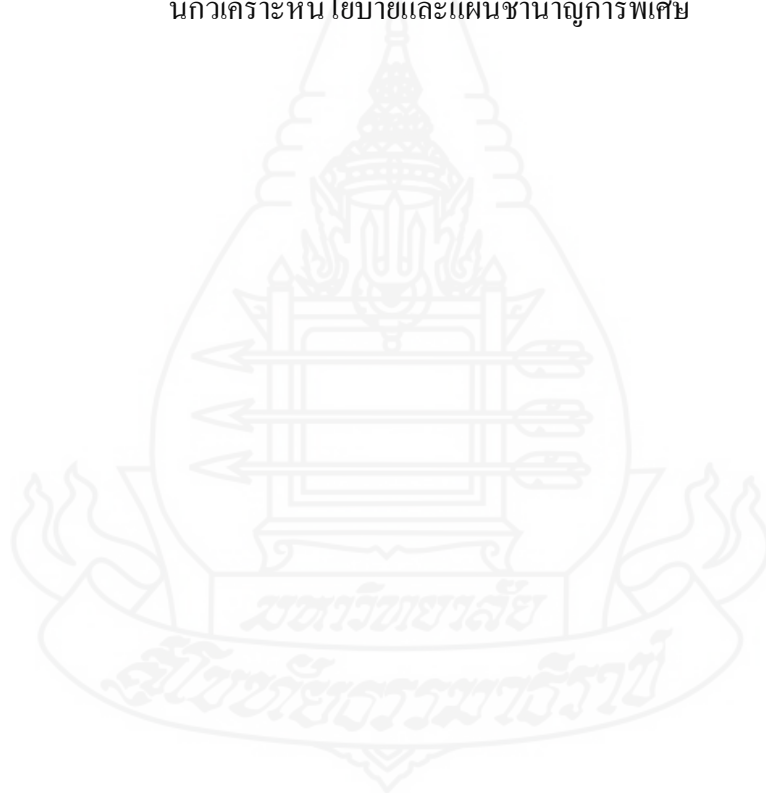 นักวิเคราะห์นโยบายและแผนชำนาญการพิเศษ
มหาวิทยาลัย
สุโขทัยธรรมาธิราช